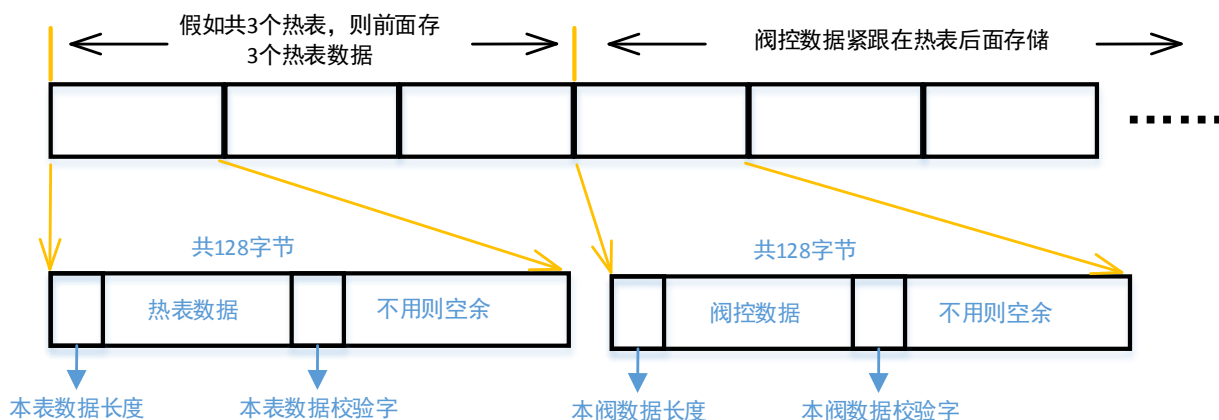 假如共3个热表，则前面存
3个热表数据
阀控数据紧跟在热表后面存储
共128字节
共128字节
热表数据
不用则空余
阀控数据
不用则空余
本表数据长度
本表数据校验字
本阀数据长度
本阀数据校验字